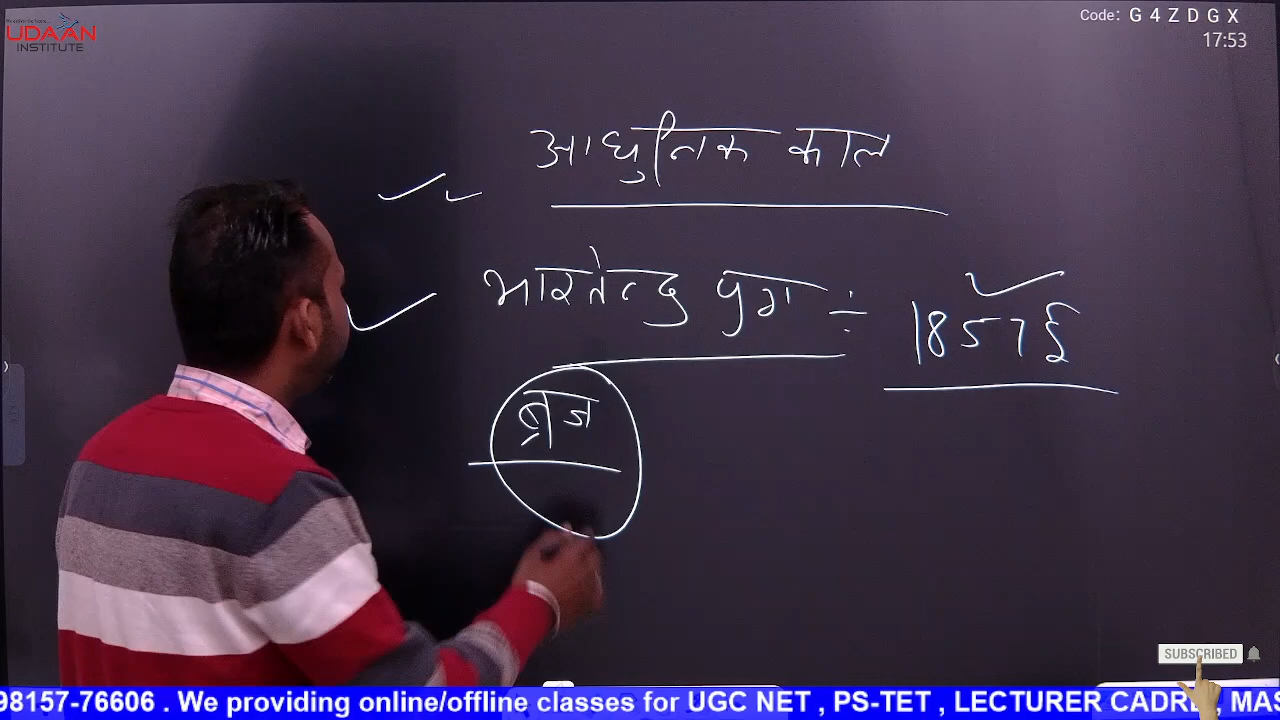 UDAAN
INSTITUTE
Code: G 4 Z D G X
17:53
आधुनिक काल
भारतेन्दु युग ÷ 1857 ई
ब्रज
SUBSCRIBED
98157-76606 . We providing online/offline classes for UGC NET , PS-TET , LECTURER CADRE, MAS